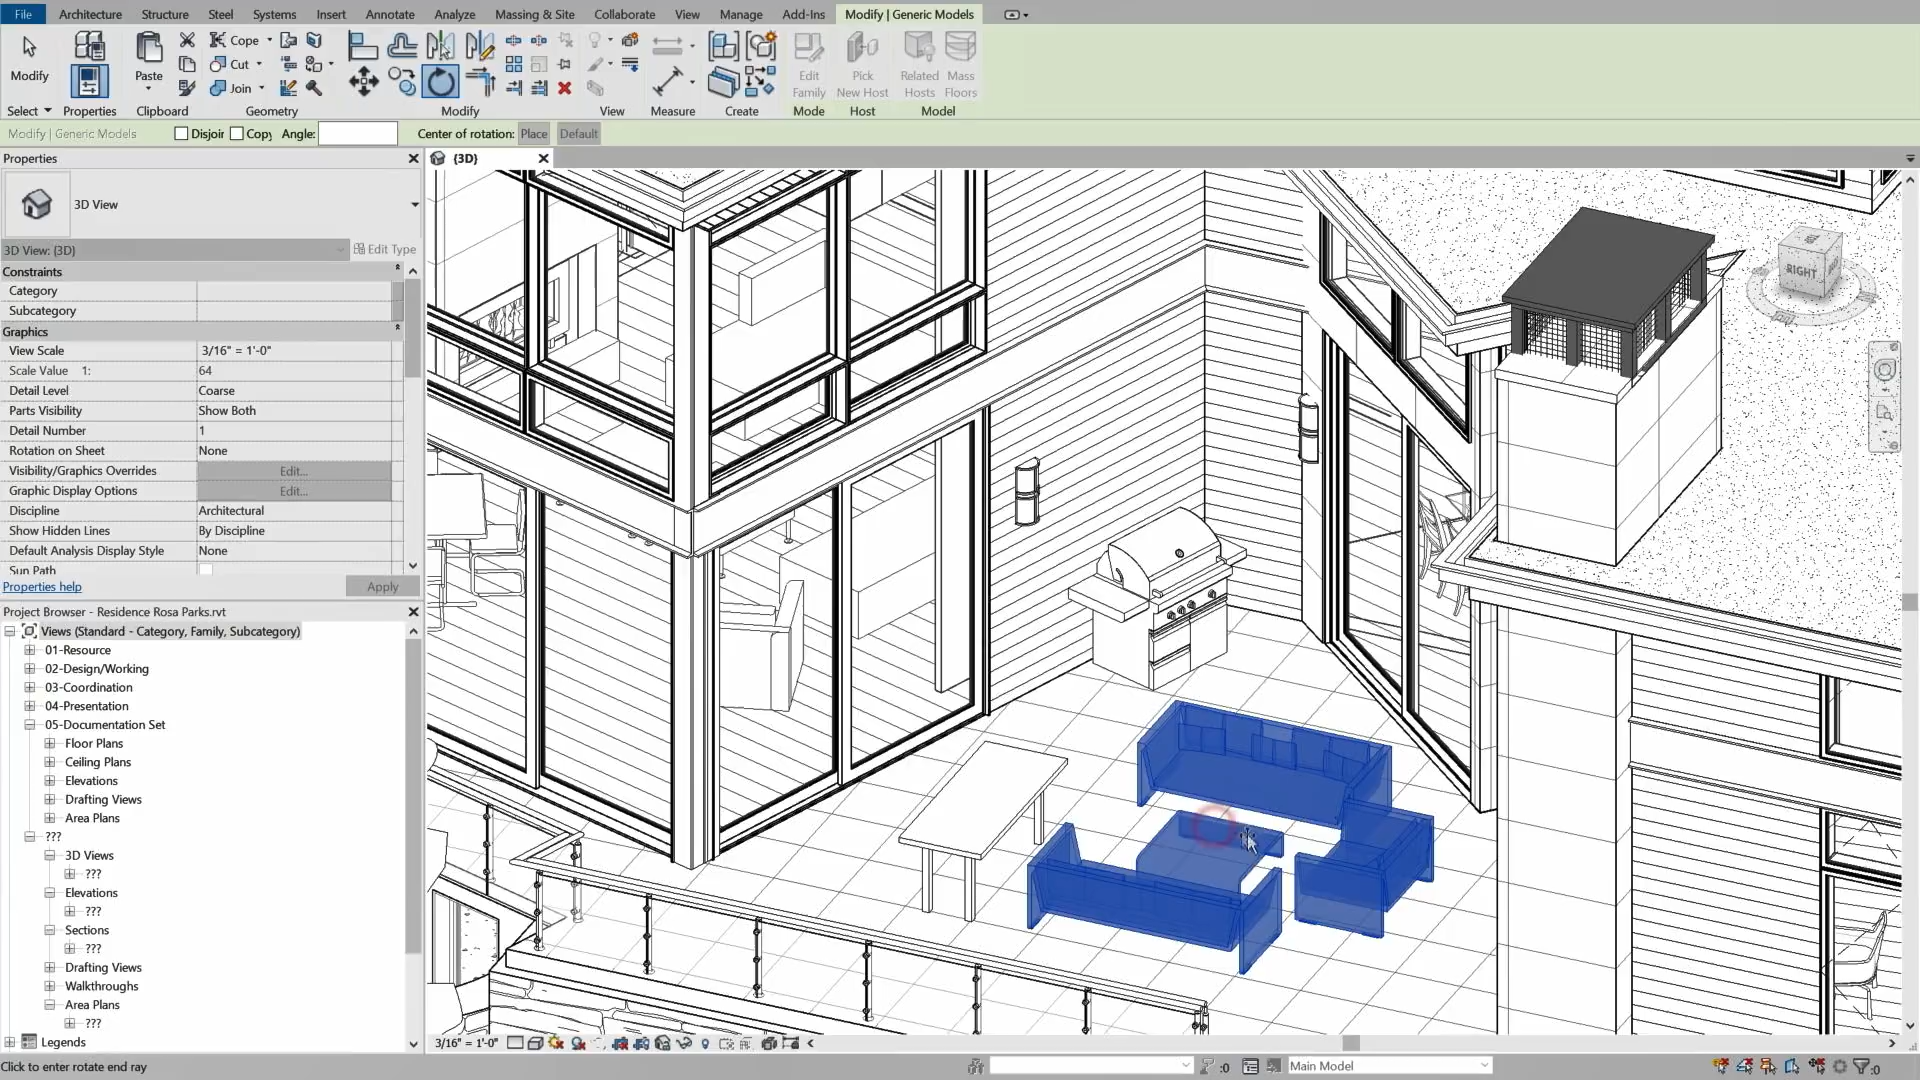 File Architecture Structure Steel Systems Insert Annotate Analyze Massing & Site Collaborate View Manage Add-Ins Modify | Generic Models
Modify Paste Cope Cut Join Edit Family Pick New Host Related Hosts Mass Floors
Select Properties Clipboard Geometry Modify View Measure Create Mode Host Model
Modify | Generic Models Disjoir Copy Angle: Center of rotation: Place Default
Properties
{3D}
3D View
3D View: {3D} Edit Type
Constraints
Category
Subcategory
Graphics
View Scale 3/16" = 1'-0"
Scale Value 1: 64
Detail Level Coarse
Parts Visibility Show Both
Detail Number 1
Rotation on Sheet None
Visibility/Graphics Overrides Edit...
Graphic Display Options Edit...
Discipline Architectural
Show Hidden Lines By Discipline
Default Analysis Display Style None
Sun Path
Properties help Apply
RIGHT
Project Browser - Residence Rosa Parks.rvt
Views (Standard - Category, Family, Subcategory)
01-Resource
02-Design/Working
03-Coordination
04-Presentation
05-Documentation Set
Floor Plans
Ceiling Plans
Elevations
Drafting Views
Area Plans
???
3D Views
???
Elevations
???
Sections
???
Drafting Views
Walkthroughs
Area Plans
???
Legends
3/16" = 1'-0"
Click to enter rotate end ray :0 Main Model :0